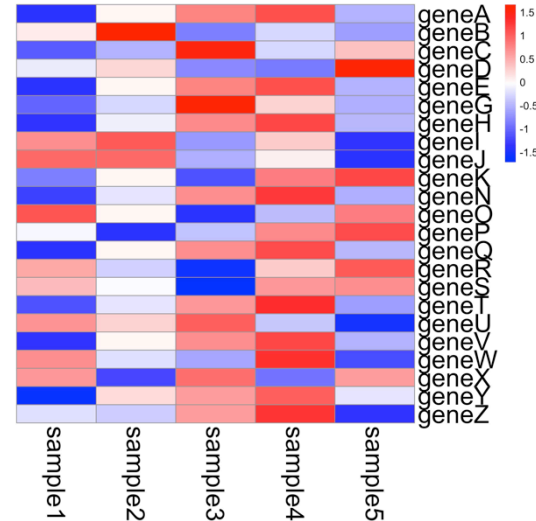 geneA
geneB
geneC
geneD
geneE
geneG
geneH
geneI
geneJ
geneK
geneN
geneO
geneP
geneQ
geneR
geneS
geneT
geneU
geneV
geneW
geneX
geneY
geneZ
1.5
1
0.5
0
-0.5
-1
-1.5
sample1
sample2
sample3
sample4
sample5